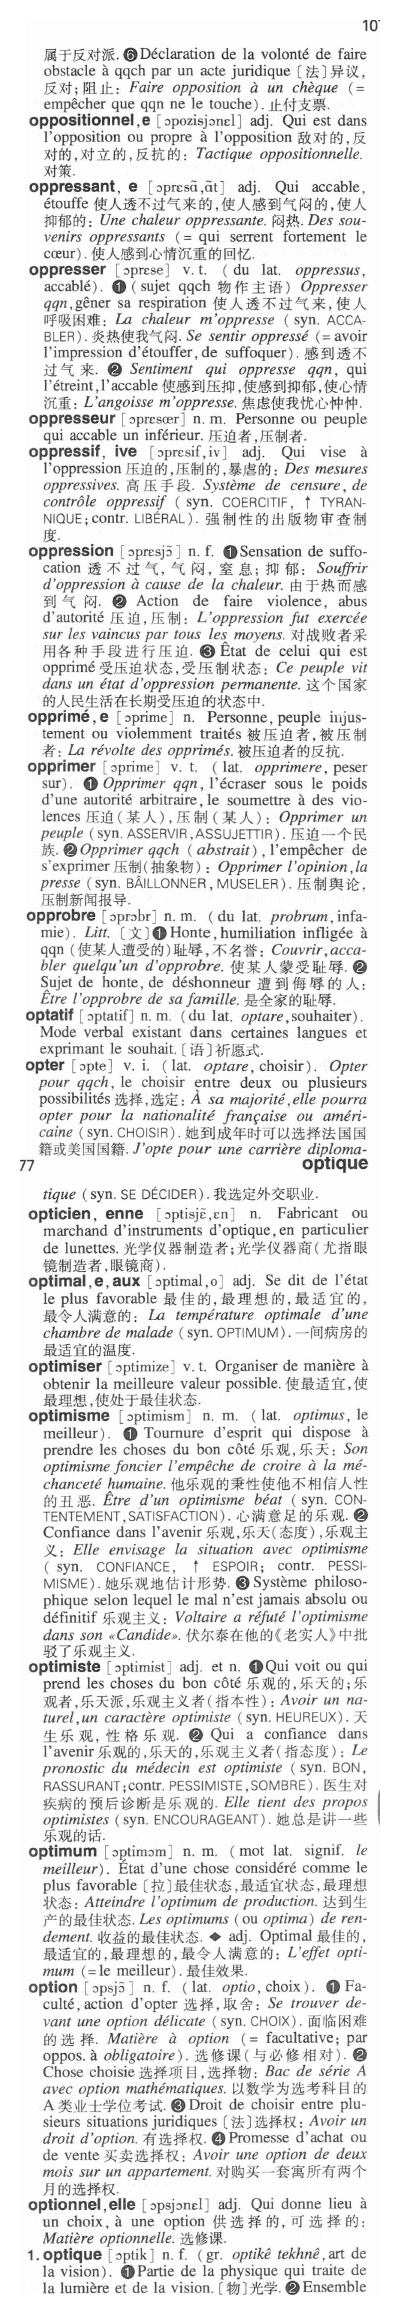 10
属于反对派. ❻Déclaration de la volonté de faire
obstacle à qqch par un acte juridique〔法〕异议,
反对;阻止: Faire opposition à un chèque (=
empêcher que qqn ne le touche). 止付支票.
oppositionnel,e [ɔpozisjɔnɛl] adj. Qui est dans
l'opposition ou propre à l'opposition 敌对的,反
对的,对立的,反抗的: Tactique oppositionnelle.
对策.
oppressant, e [ɔprɛsɑ̃,ɑ̃t] adj. Qui accable,
étouffe 使人透不过气来的,使人感到气闷的,使人
抑郁的: Une chaleur oppressante. 闷热. Des sou-
venirs oppressants (= qui serrent fortement le
cœur). 使人感到心情沉重的回忆.
oppresser [ɔprɛse] v. t. (du lat. oppressus,
accablé). ❶(sujet qqch 物作主语) Oppresser
qqn,gêner sa respiration 使人透不过气来,使人
呼吸困难: La chaleur m'oppresse (syn. ACCA-
BLER). 炎热使我气闷. Se sentir oppressé (=avoir
l'impression d'étouffer,de suffoquer). 感到透不
过气来. ❷ Sentiment qui oppresse qqn, qui
l'étreint,l'accable 使感到压抑,使感到抑郁,使心情
沉重: L'angoisse m'oppresse. 焦虑使我忧心忡忡.
oppresseur [ɔprɛsœr] n. m. Personne ou peuple
qui accable un inférieur. 压迫者,压制者.
oppressif, ive [ɔprɛsif,iv] adj. Qui vise à
l'oppression 压迫的,压制的,暴虐的: Des mesures
oppressives. 高压手段. Système de censure, de
contrôle oppressif (syn. COERCITIF, ↑ TYRAN-
NIQUE;contr. LIBÉRAL). 强制性的出版物审查制
度.
oppression [ɔprɛsjɔ̃] n. f. ❶Sensation de suffo-
cation 透不过气,气闷,窒息;抑郁: Souffrir
d'oppression à cause de la chaleur. 由于热而感
到气闷. ❷ Action de faire violence, abus
d'autorité 压迫,压制: L'oppression fut exercée
sur les vaincus par tous les moyens. 对战败者采
用各种手段进行压迫. ❸État de celui qui est
opprimé 受压迫状态,受压制状态: Ce peuple vit
dans un état d'oppression permanente. 这个国家
的人民生活在长期受压迫的状态中.
opprimé,e [ɔprime] n. Personne,peuple injus-
tement ou violemment traités 被压迫者,被压制
者: La révolte des opprimés. 被压迫者的反抗.
opprimer [ɔprime] v. t. (lat. opprimere, peser
sur). ❶ Opprimer qqn,l'écraser sous le poids
d'une autorité arbitraire,le soumettre à des vio-
lences 压迫(某人),压制(某人): Opprimer un
peuple (syn. ASSERVIR,ASSUJETTIR). 压迫一个民
族. ❷Opprimer qqch (abstrait),l'empêcher de
s'exprimer 压制(抽象物): Opprimer l'opinion,la
presse (syn. BÂILLONNER,MUSELER). 压制舆论,
压制新闻报导.
opprobre [ɔprɔbr] n. m. (du lat. probrum,infa-
mie). Litt. 〔文〕❶Honte,humiliation infligée à
qqn (使某人遭受的)耻辱,不名誉: Couvrir,acca-
bler quelqu'un d'opprobre. 使某人蒙受耻辱. ❷
Sujet de honte,de déshonneur 遭到侮辱的人:
Être l'opprobre de sa famille. 是全家的耻辱.
optatif [ɔptatif] n. m. (du lat. optare,souhaiter).
Mode verbal existant dans certaines langues et
exprimant le souhait.〔语〕祈愿式.
opter [ɔpte] v. i. (lat. optare, choisir). Opter
pour qqch, le choisir entre deux ou plusieurs
possibilités 选择,选定: À sa majorité,elle pourra
opter pour la nationalité française ou améri-
caine (syn. CHOISIR). 她到成年时可以选择法国国
籍或美国国籍. J'opte pour une carrière diploma-
77 optique
tique (syn. SE DÉCIDER). 我选定外交职业.
opticien, enne [ɔptisjɛ̃,ɛn] n. Fabricant ou
marchand d'instruments d'optique,en particulier
de lunettes. 光学仪器制造者;光学仪器商(尤指眼
镜制造者,眼镜商).
optimal,e,aux [ɔptimal,o] adj. Se dit de l'état
le plus favorable 最佳的,最理想的,最适宜的,
最令人满意的: La température optimale d'une
chambre de malade (syn. OPTIMUM). 一间病房的
最适宜的温度.
optimiser [ɔptimize] v. t. Organiser de manière à
obtenir la meilleure valeur possible. 使最适宜,使
最理想,使处于最佳状态.
optimisme [ɔptimism] n. m. (lat. optimus, le
meilleur). ❶ Tournure d'esprit qui dispose à
prendre les choses du bon côté 乐观,乐天: Son
optimisme foncier l'empêche de croire à la mé-
chanceté humaine. 他乐观的秉性使他不相信人性
的丑恶. Être d'un optimisme béat (syn. CON-
TENTEMENT,SATISFACTION). 心满意足的乐观. ❷
Confiance dans l'avenir 乐观,乐天(态度),乐观主
义: Elle envisage la situation avec optimisme
(syn. CONFIANCE, ↑ ESPOIR; contr. PESSI-
MISME). 她乐观地估计形势. ❸Système philoso-
phique selon lequel le mal n'est jamais absolu ou
définitif 乐观主义: Voltaire a réfuté l'optimisme
dans son «Candide». 伏尔泰在他的《老实人》中批
驳了乐观主义.
optimiste [ɔptimist] adj. et n. ❶Qui voit ou qui
prend les choses du bon côté 乐观的,乐天的;乐
观者,乐天派,乐观主义者(指本性): Avoir un na-
turel,un caractère optimiste (syn. HEUREUX). 天
生乐观,性格乐观. ❷ Qui a confiance dans
l'avenir 乐观的,乐天的,乐观主义者(指态度): Le
pronostic du médecin est optimiste (syn. BON,
RASSURANT;contr. PESSIMISTE,SOMBRE). 医生对
疾病的预后诊断是乐观的. Elle tient des propos
optimistes (syn. ENCOURAGEANT). 她总是讲一些
乐观的话.
optimum [ɔptimɔm] n. m. (mot lat. signif. le
meilleur). État d'une chose considéré comme le
plus favorable〔拉〕最佳状态,最适宜状态,最理想
状态: Atteindre l'optimum de production. 达到生
产的最佳状态. Les optimums (ou optima) de ren-
dement. 收益的最佳状态. ◆ adj. Optimal 最佳的,
最适宜的,最理想的,最令人满意的: L'effet opti-
mum (=le meilleur). 最佳效果.
option [ɔpsjɔ̃] n. f. (lat. optio,choix). ❶ Fa-
culté,action d'opter 选择,取舍: Se trouver de-
vant une option délicate (syn. CHOIX). 面临困难
的选择. Matière à option (= facultative; par
oppos. à obligatoire). 选修课(与必修相对). ❷
Chose choisie 选择项目,选择物: Bac de série A
avec option mathématiques. 以数学为选考科目的
A 类业士学位考试. ❸Droit de choisir entre plu-
sieurs situations juridiques〔法〕选择权: Avoir un
droit d'option. 有选择权. ❹Promesse d'achat ou
de vente 买卖选择权: Avoir une option de deux
mois sur un appartement. 对购买一套寓所有两个
月的选择权.
optionnel,elle [ɔpsjɔnɛl] adj. Qui donne lieu à
un choix, à une option 供选择的,可选择的:
Matière optionnelle. 选修课.
1. optique [ɔptik] n. f. (gr. optikê tekhnê,art de
la vision). ❶Partie de la physique qui traite de
la lumière et de la vision.〔物〕光学. ❷Ensemble